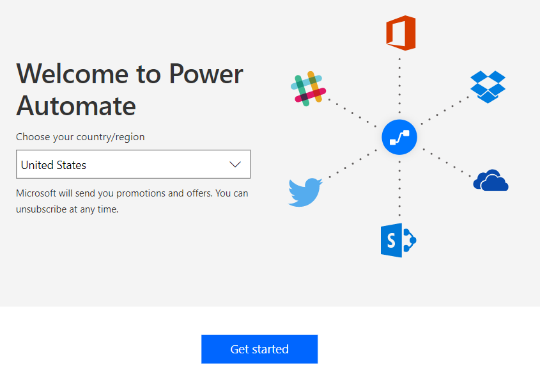 Welcome to Power
Automate
Choose your country/region
United States
Microsoft will send you promotions and offers. You can
unsubscribe at any time.
Get started